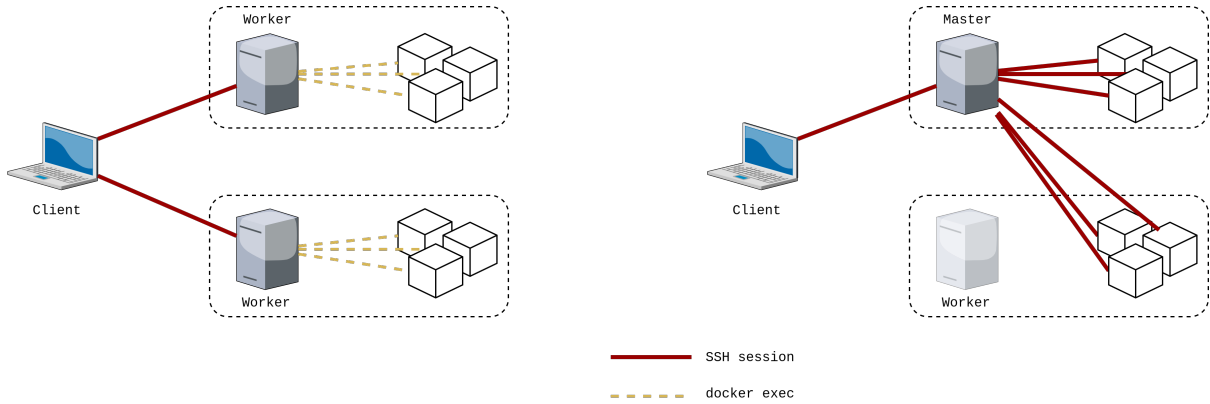 Worker
Client
Worker
Master
Client
Worker
SSH session
docker exec